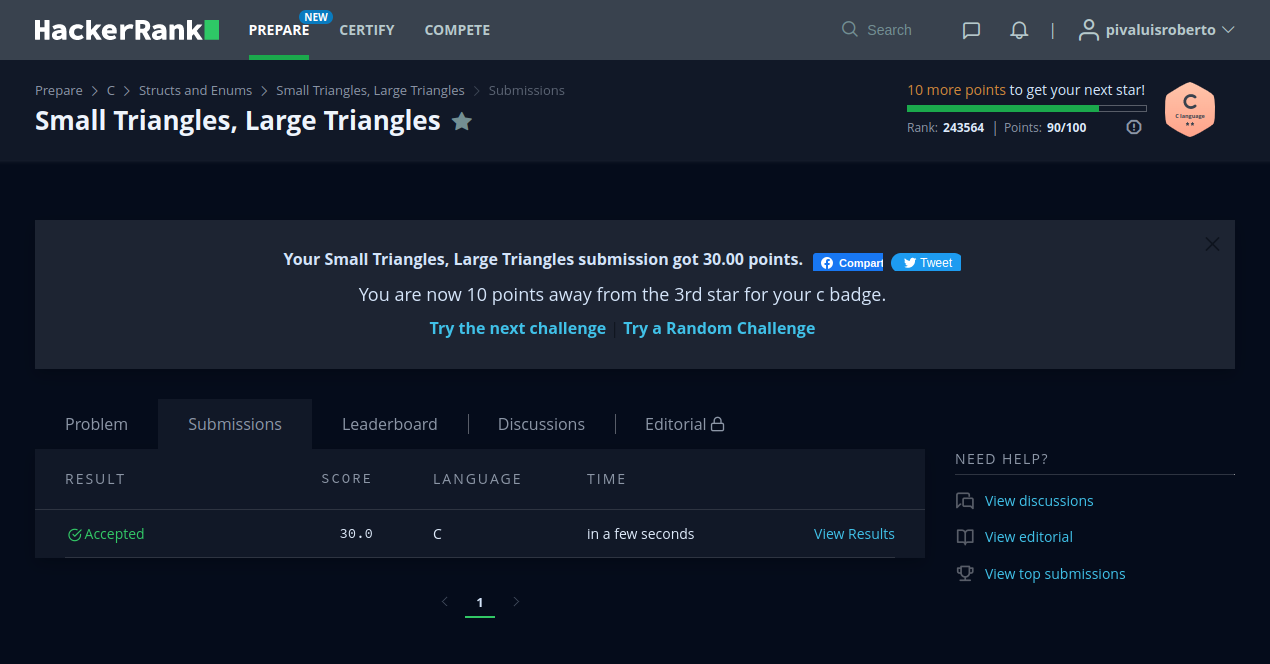 HackerRank
PREPARE NEW CERTIFY COMPETE Search | pivaluisroberto
Prepare > C > Structs and Enums > Small Triangles, Large Triangles > Submissions
Small Triangles, Large Triangles
10 more points to get your next star!
Rank: 243564 | Points: 90/100
C
C language
Your Small Triangles, Large Triangles submission got 30.00 points. Compart Tweet
You are now 10 points away from the 3rd star for your c badge.
Try the next challenge | Try a Random Challenge
Problem Submissions Leaderboard Discussions Editorial
RESULT SCORE LANGUAGE TIME
Accepted 30.0 C in a few seconds View Results
1
NEED HELP?
View discussions
View editorial
View top submissions